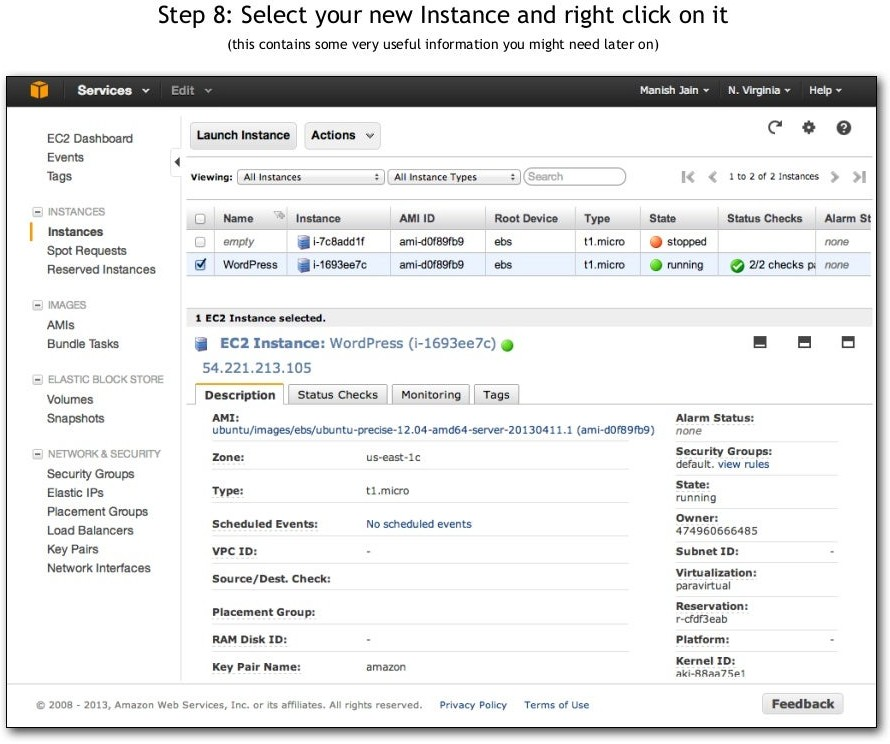 Step 8: Select your new Instance and right click on it
(this contains some very useful information you might need later on)
Services Edit Manish Jain N. Virginia Help
EC2 Dashboard
Events
Tags
INSTANCES
Instances
Spot Requests
Reserved Instances
IMAGES
AMIs
Bundle Tasks
ELASTIC BLOCK STORE
Volumes
Snapshots
NETWORK & SECURITY
Security Groups
Elastic IPs
Placement Groups
Load Balancers
Key Pairs
Network Interfaces
Launch Instance Actions
Viewing: All Instances All Instance Types Search 1 to 2 of 2 Instances
Name Instance AMI ID Root Device Type State Status Checks Alarm St
empty i-7c8add1f ami-d0f89fb9 ebs t1.micro stopped none
WordPress i-1693ee7c ami-d0f89fb9 ebs t1.micro running 2/2 checks pa none
1 EC2 Instance selected.
EC2 Instance: WordPress (i-1693ee7c)
54.221.213.105
Description Status Checks Monitoring Tags
AMI:
ubuntu/images/ebs/ubuntu-precise-12.04-amd64-server-20130411.1 (ami-d0f89fb9)
Zone: us-east-1c
Type: t1.micro
Scheduled Events: No scheduled events
VPC ID: -
Source/Dest. Check:
Placement Group:
RAM Disk ID: -
Key Pair Name: amazon
Alarm Status:
none
Security Groups:
default. view rules
State:
running
Owner:
474960666485
Subnet ID: -
Virtualization:
paravirtual
Reservation:
r-cfdf3eab
Platform: -
Kernel ID:
aki-88aa75e1
© 2008 - 2013, Amazon Web Services, Inc. or its affiliates. All rights reserved. Privacy Policy Terms of Use Feedback